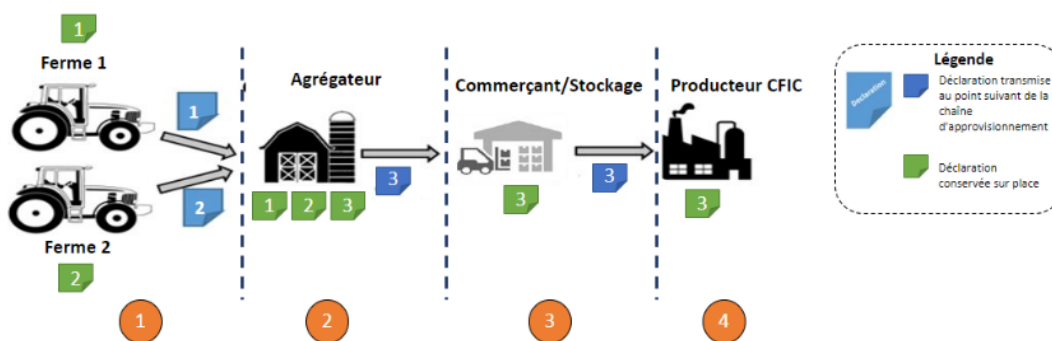 1
Ferme 1
1
2
Ferme 2
2
Agrégateur
1 2 3
3
Commerçant/Stockage
3
3
Producteur CFIC
3
Légende
Déclaration
Déclaration transmise
au point suivant de la
chaîne
d'approvisionnement
Déclaration
conservée sur place
1
2
3
4